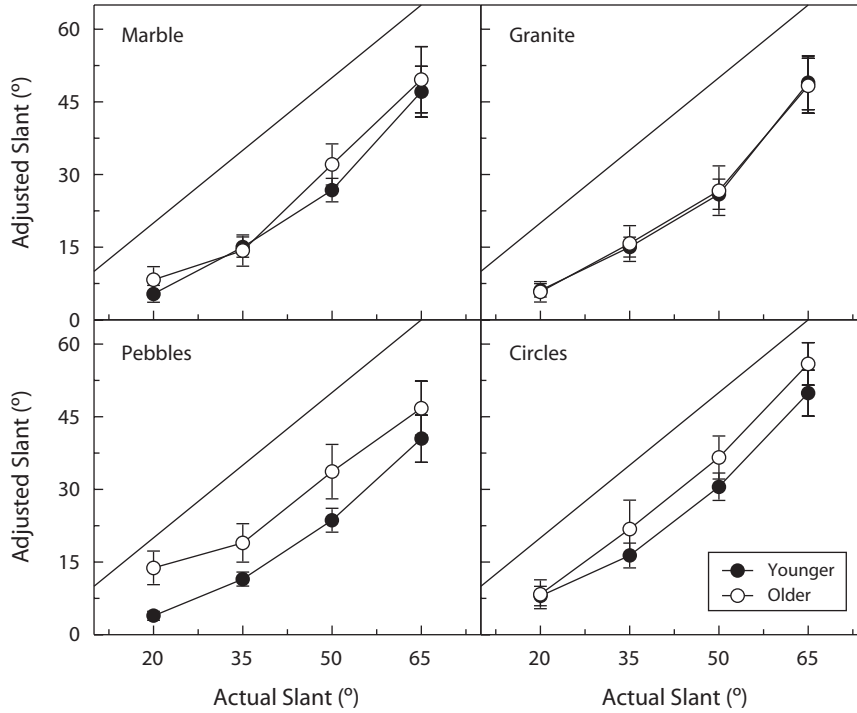 Marble
Granite
60
45
30
15
0
Adjusted Slant (º)
Pebbles
Circles
60
45
30
15
0
Adjusted Slant (º)
Younger
Older
20 35 50 65 20 35 50 65
Actual Slant (º) Actual Slant (º)